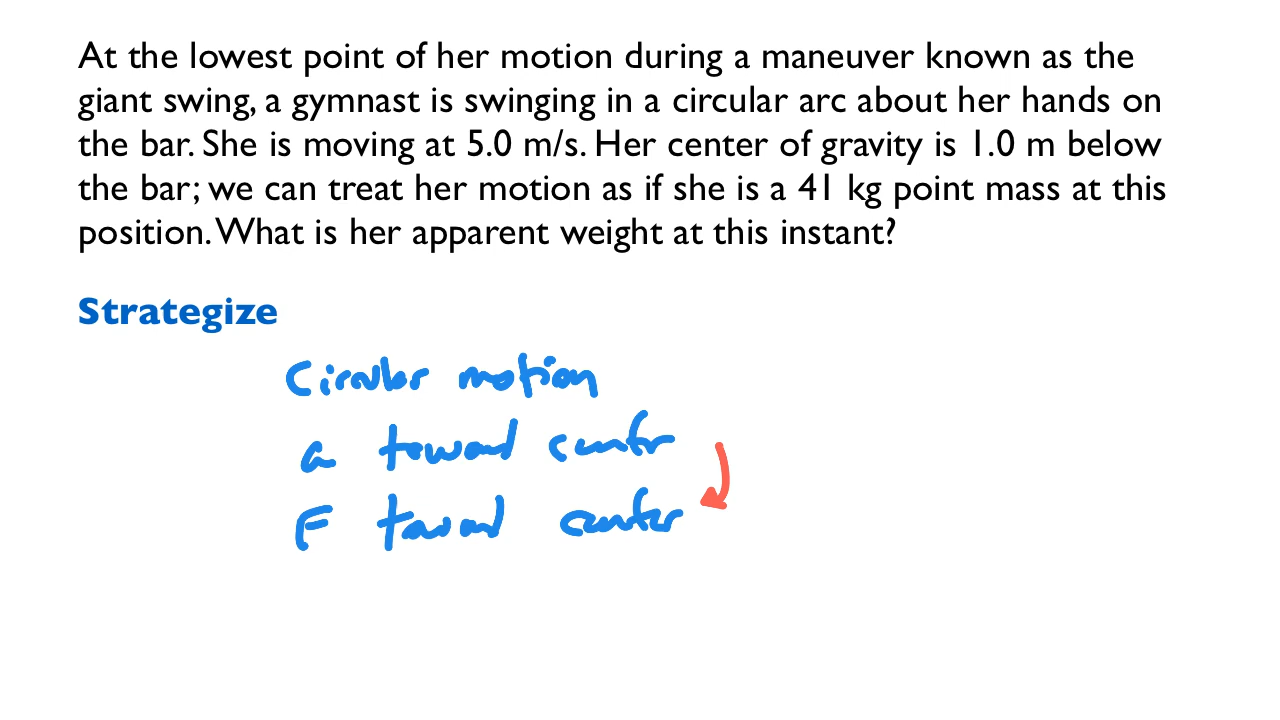 At the lowest point of her motion during a maneuver known as the
giant swing, a gymnast is swinging in a circular arc about her hands on
the bar. She is moving at 5.0 m/s. Her center of gravity is 1.0 m below
the bar; we can treat her motion as if she is a 41 kg point mass at this
position. What is her apparent weight at this instant?
Strategize
Circular motion
a toward center
F toward center